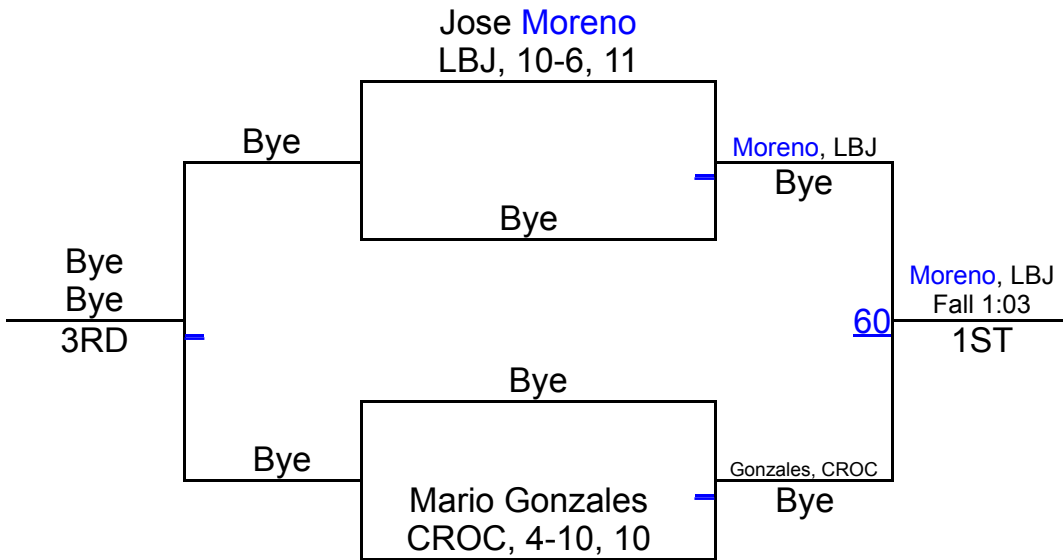 Jose Moreno
LBJ, 10-6, 11
Bye
Moreno, LBJ
Bye
Bye
Bye
Bye
3RD
Moreno, LBJ
Fall 1:03
60
1ST
Bye
Bye
Gonzales, CROC
Bye
Mario Gonzales
CROC, 4-10, 10